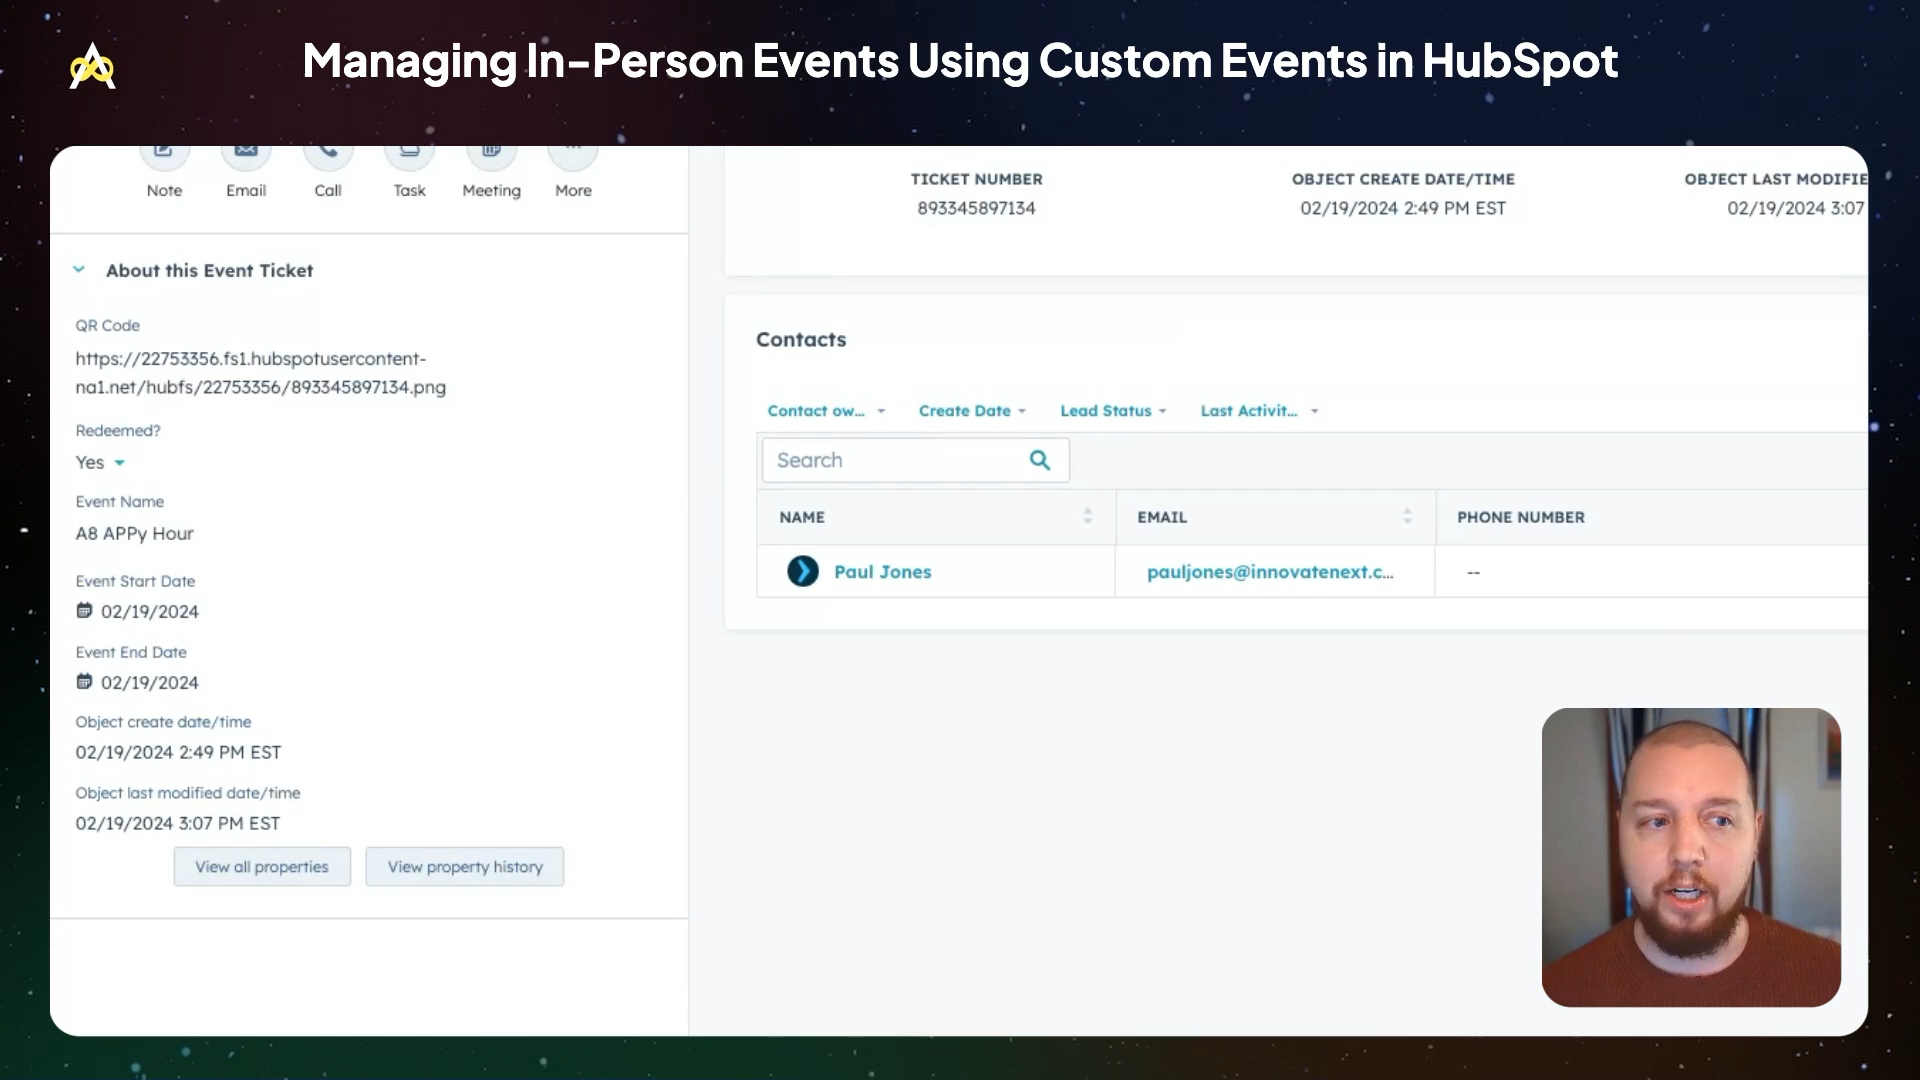 Managing In-Person Events Using Custom Events in HubSpot
Note
Email
Call
Task
Meeting
More
About this Event Ticket
QR Code
https://22753356.fs1.hubspotusercontent-
na1.net/hubfs/22753356/893345897134.png
Redeemed?
Yes
Event Name
A8 APPy Hour
Event Start Date
02/19/2024
Event End Date
02/19/2024
Object create date/time
02/19/2024 2:49 PM EST
Object last modified date/time
02/19/2024 3:07 PM EST
View all properties
View property history
TICKET NUMBER
893345897134
OBJECT CREATE DATE/TIME
02/19/2024 2:49 PM EST
OBJECT LAST MODIFIE
02/19/2024 3:07
Contacts
Contact ow...
Create Date
Lead Status
Last Activit...
Search
NAME
EMAIL
PHONE NUMBER
Paul Jones
pauljones@innovatenext.c...
--